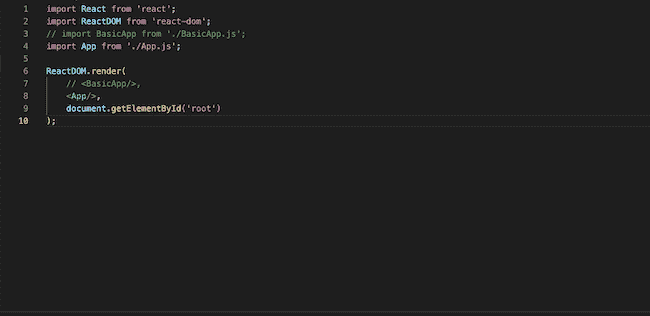 1 import React from 'react';
2 import ReactDOM from 'react-dom';
3 // import BasicApp from './BasicApp.js';
4 import App from './App.js';
5
6 ReactDOM.render(
7 // <BasicApp/>,
8 <App/>,
9 document.getElementById('root')
10 );